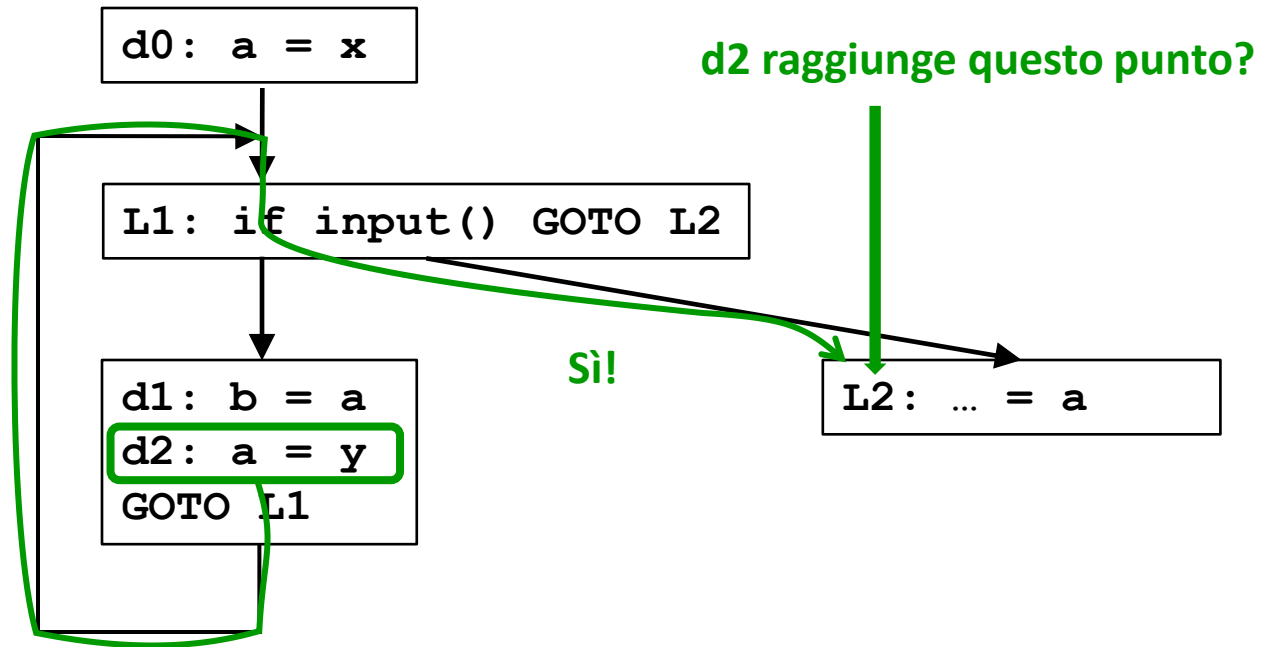 d0: a = x
d2 raggiunge questo punto?
L1: if input() GOTO L2
d1: b = a
d2: a = y
GOTO L1
Sì!
L2: … = a